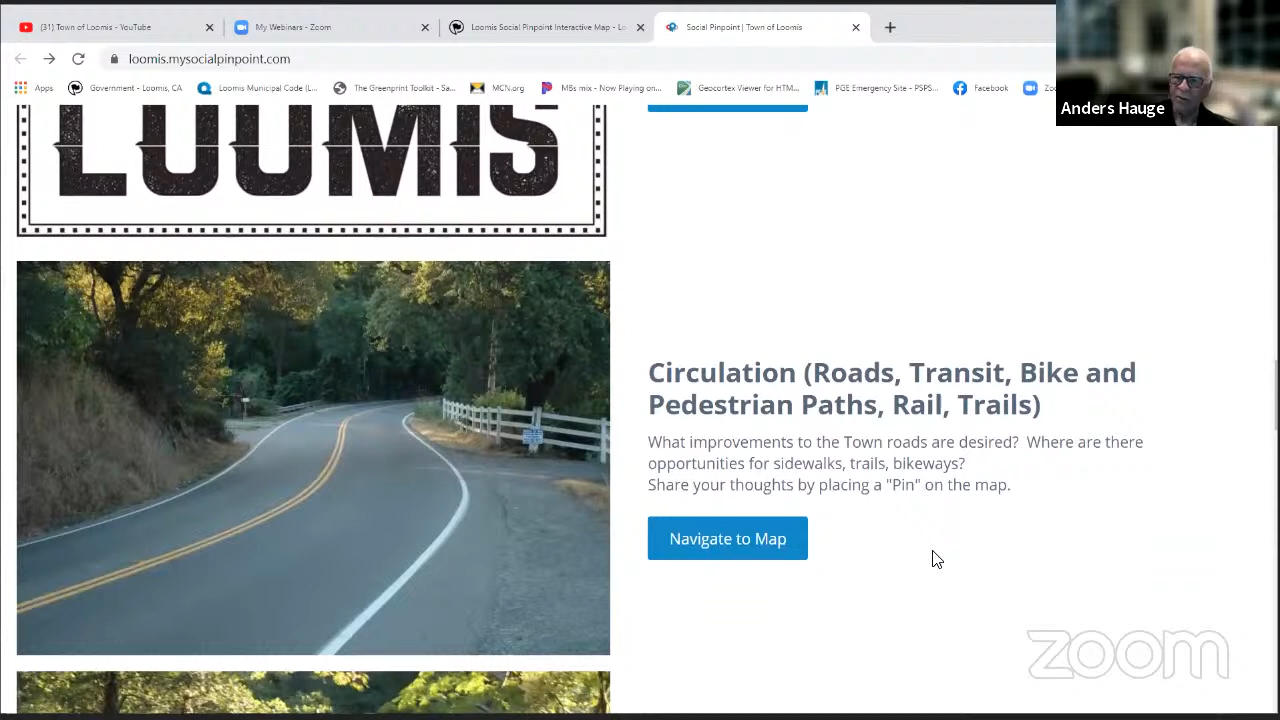 (31) Town of Loomis - YouTube
My Webinars - Zoom
Loomis Social Pinpoint Interactive Map - Lo
Social Pinpoint | Town of Loomis
loomis.mysocialpinpoint.com
Apps
Government - Loomis, CA
Loomis Municipal Code (L...
The Greenprint Toolkit - Sa...
MCN.org
MBs mix - Now Playing on...
Geocortex Viewer for HTM...
PGE Emergency Site - PSPS...
Facebook
Zo
Anders Hauge
LOOMIS
Circulation (Roads, Transit, Bike and
Pedestrian Paths, Rail, Trails)
What improvements to the Town roads are desired?  Where are there
opportunities for sidewalks, trails, bikeways?
Share your thoughts by placing a "Pin" on the map.
Navigate to Map
zoom